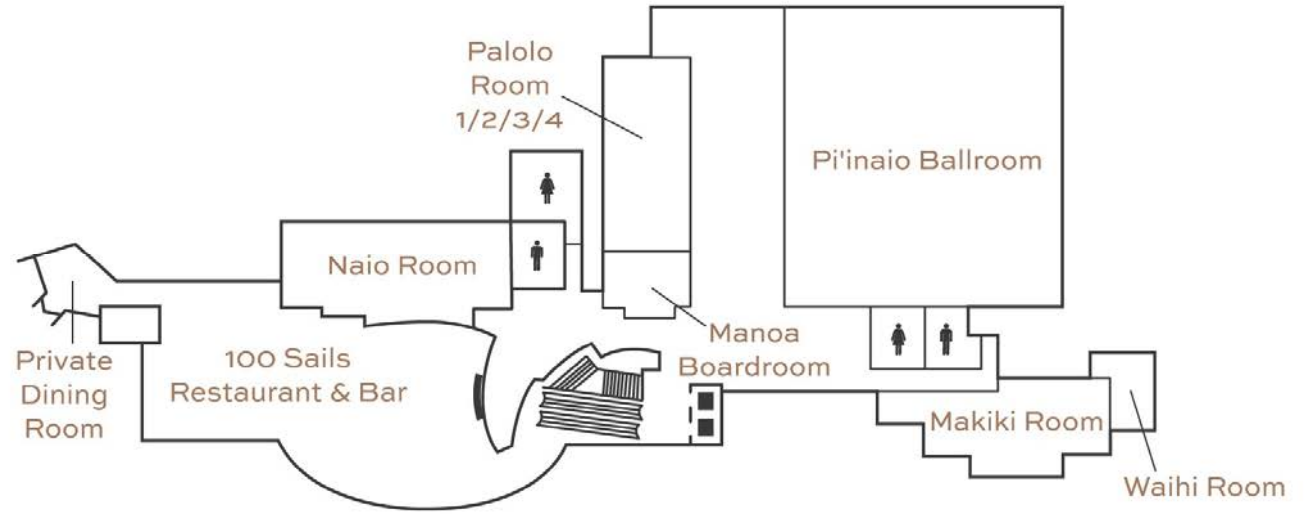 Palolo
Room
1/2/3/4
Pi'inaio Ballroom
Naio Room
Private
Dining
Room
100 Sails
Restaurant & Bar
Manoa
Boardroom
Makiki Room
Waihi Room